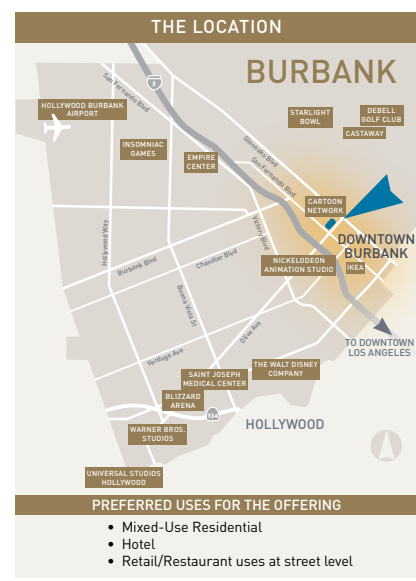 THE LOCATION
BURBANK
San Fernando Blvd
5
HOLLYWOOD BURBANK
AIRPORT
STARLIGHT
BOWL
DEBELL
GOLF CLUB
CASTAWAY
INSOMNIAC
GAMES
EMPIRE
CENTER
Glenoaks Blvd
San Fernando Blvd
CARTOON
NETWORK
Hollywood Way
Victory Blvd
DOWNTOWN
BURBANK
Chandler Blvd
Burbank Blvd
NICKELODEON
ANIMATION STUDIO
IKEA
Buena Vista St
Olive Ave
TO DOWNTOWN
LOS ANGELES
Verdugo Ave
THE WALT DISNEY
COMPANY
SAINT JOSEPH
MEDICAL CENTER
BLIZZARD
ARENA
134
HOLLYWOOD
WARNER BROS.
STUDIOS
UNIVERSAL STUDIOS
HOLLYWOOD
PREFERRED USES FOR THE OFFERING
• Mixed-Use Residential
• Hotel
• Retail/Restaurant uses at street level